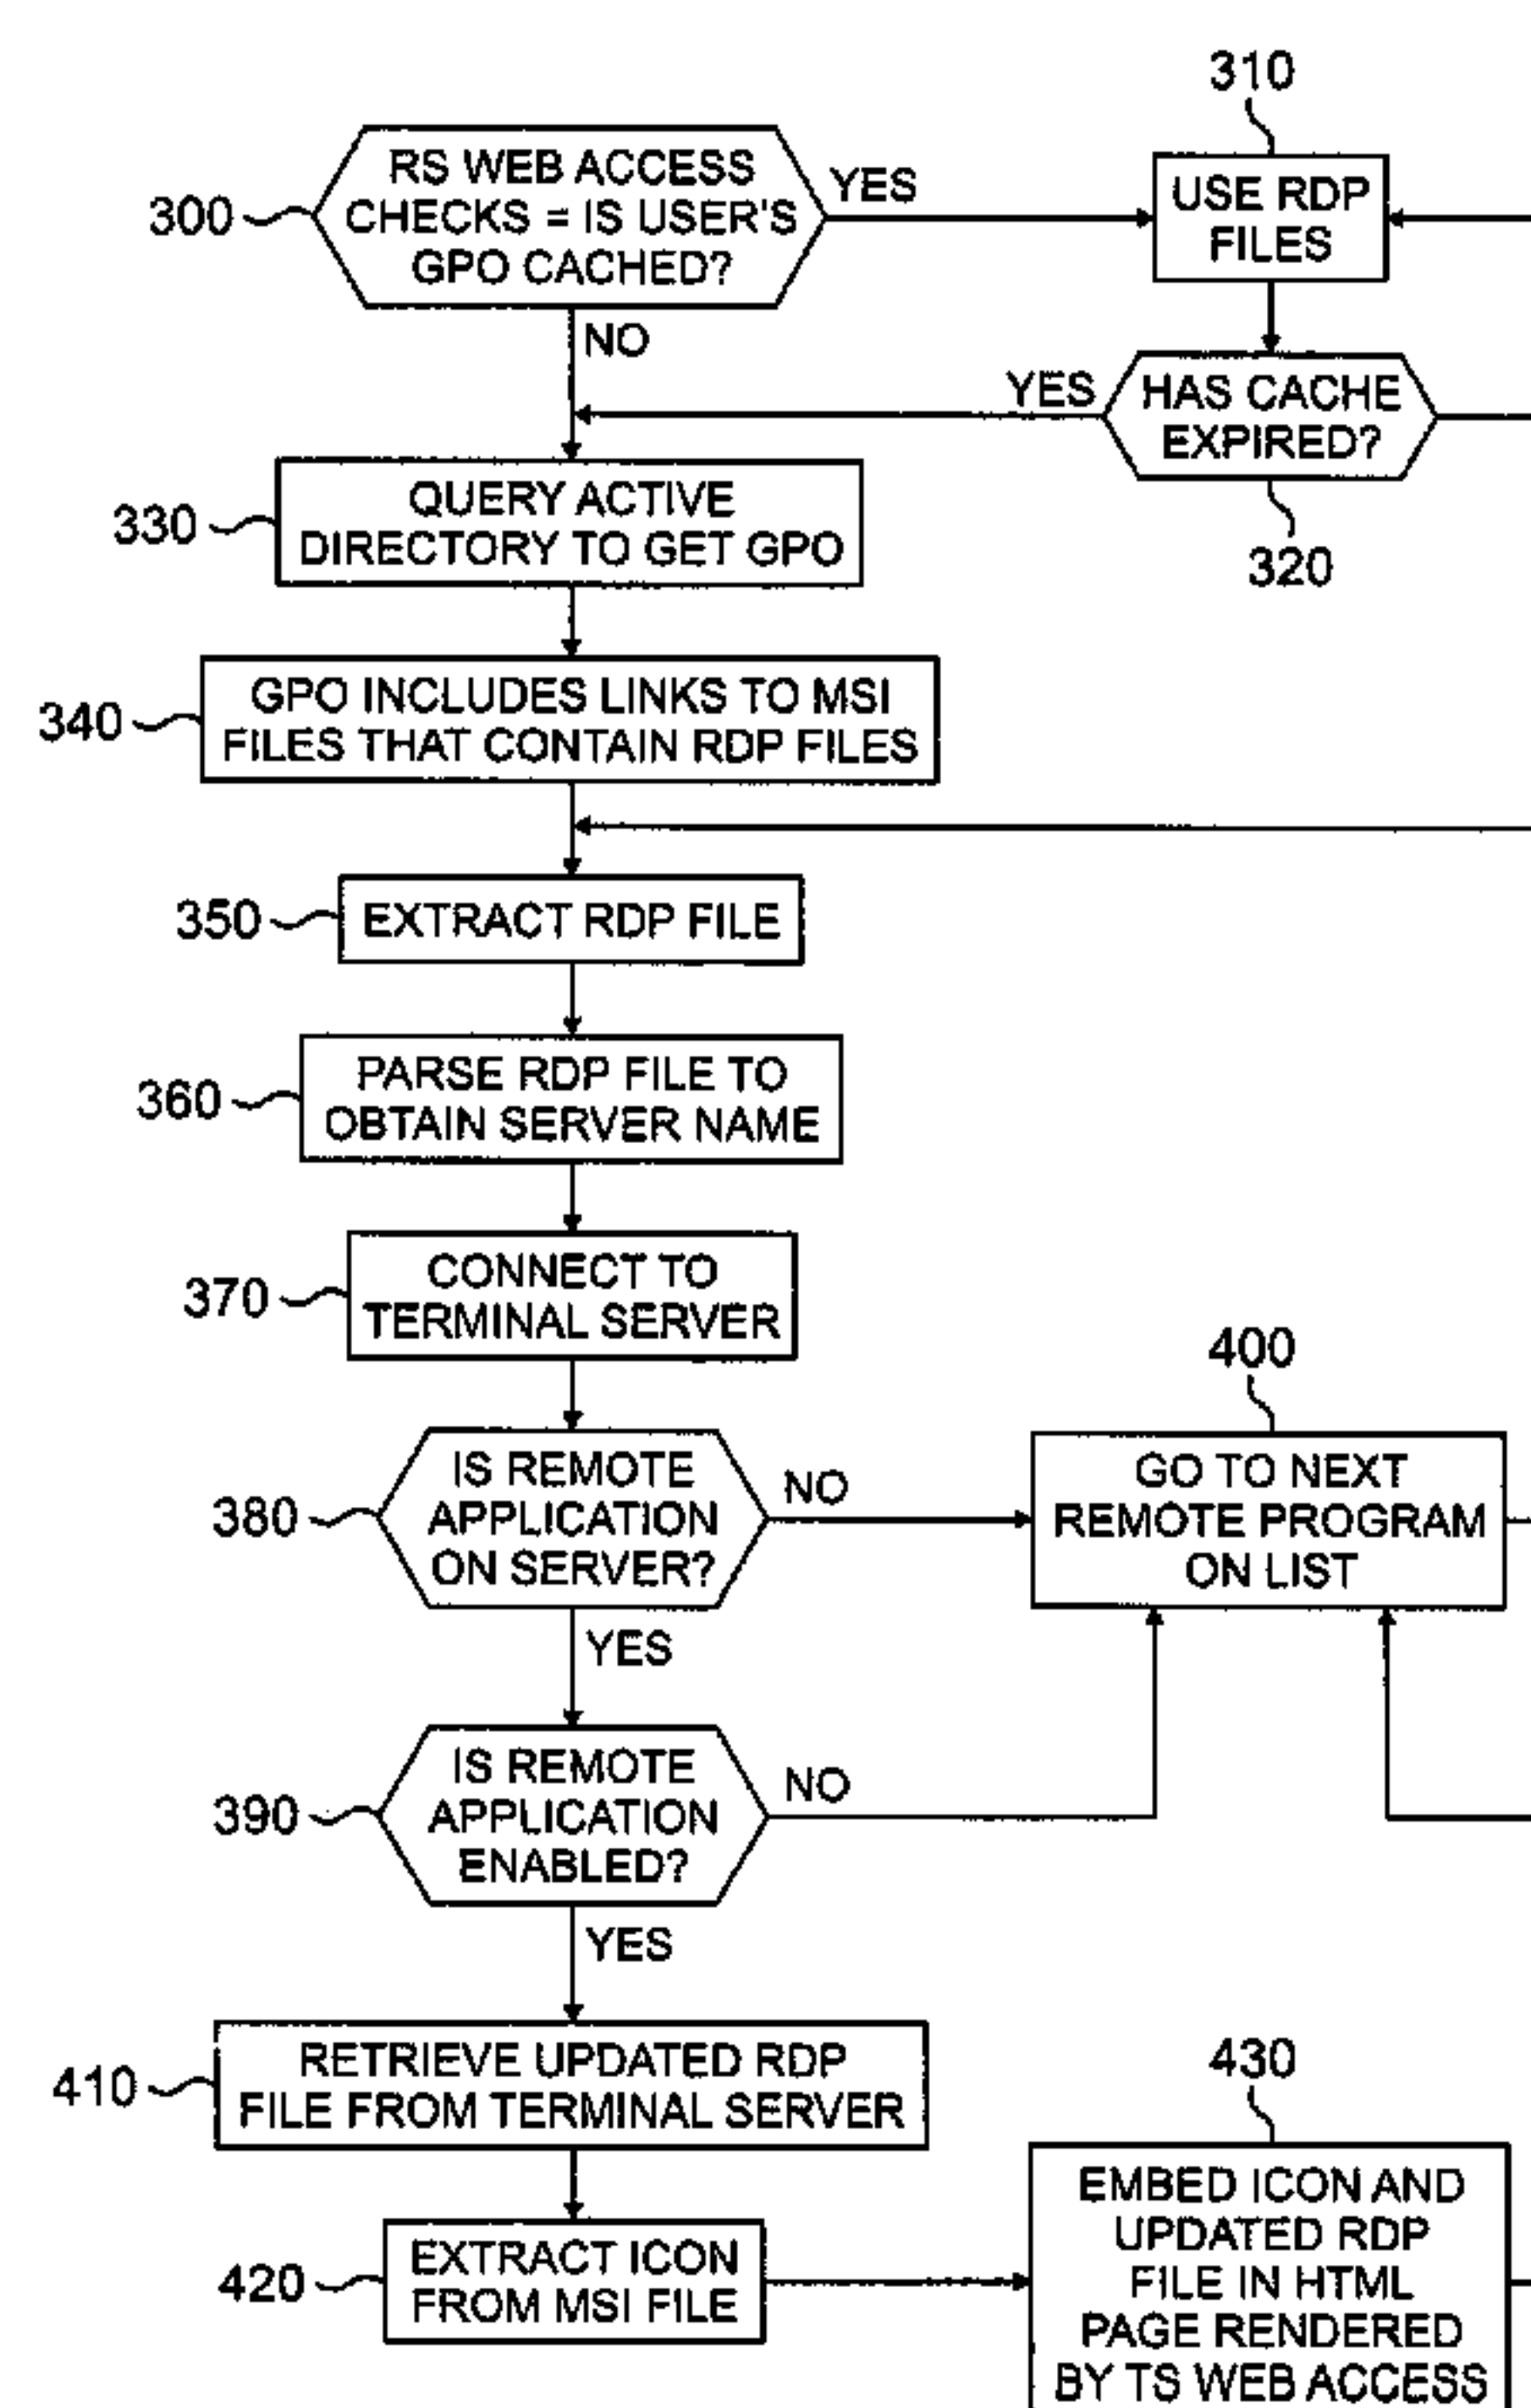 310
RS WEB ACCESS
CHECKS = IS USER'S
GPO CACHED?
300
YES
USE RDP
FILES
NO
YES
HAS CACHE
EXPIRED?
320
QUERY ACTIVE
DIRECTORY TO GET GPO
330
GPO INCLUDES LINKS TO MSI
FILES THAT CONTAIN RDP FILES
340
350
EXTRACT RDP FILE
PARSE RDP FILE TO
OBTAIN SERVER NAME
360
CONNECT TO
TERMINAL SERVER
370
400
IS REMOTE
APPLICATION
ON SERVER?
380
NO
GO TO NEXT
REMOTE PROGRAM
ON LIST
YES
IS REMOTE
APPLICATION
ENABLED?
390
NO
YES
RETRIEVE UPDATED RDP
FILE FROM TERMINAL SERVER
410
430
EXTRACT ICON
FROM MSI FILE
420
EMBED ICON AND
UPDATED RDP
FILE IN HTML
PAGE RENDERED
BY TS WEB ACCESS